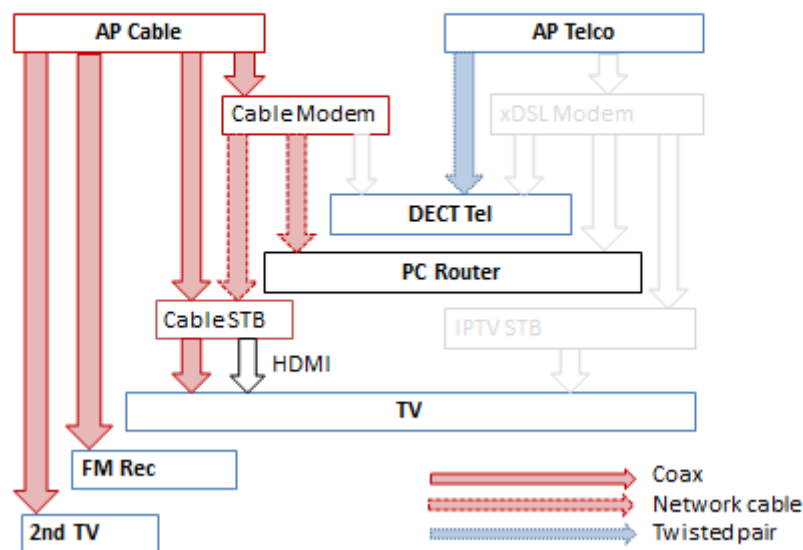 AP Cable
AP Telco
Cable Modem
xDSL Modem
DECT Tel
PC Router
Cable STB
IPTV STB
HDMI
TV
FM Rec
Coax
Network cable
2nd TV
Twisted pair